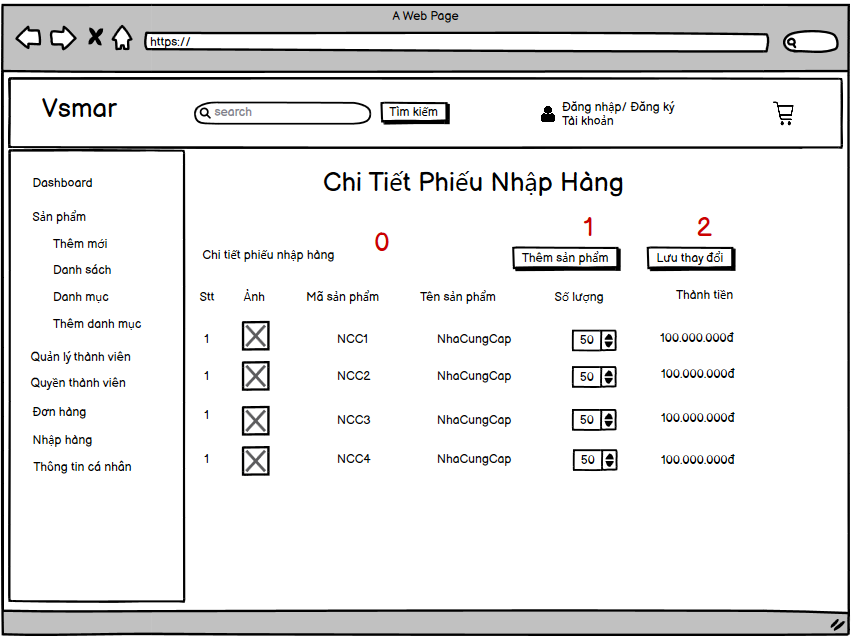 A Web Page
https://
Vsmar
search
Tìm kiếm
Đăng nhập/ Đăng ký
Tài khoản
Dashboard
Sản phẩm
Thêm mới
Danh sách
Danh mục
Thêm danh mục
Quản lý thành viên
Quyền thành viên
Đơn hàng
Nhập hàng
Thông tin cá nhân
Chi Tiết Phiếu Nhập Hàng
0 1 2
Chi tiết phiếu nhập hàng Thêm sản phẩm Lưu thay đổi
Stt Ảnh Mã sản phẩm Tên sản phẩm Số lượng Thành tiền
1 NCC1 NhaCungCap 50 100.000.000đ
1 NCC2 NhaCungCap 50 100.000.000đ
1 NCC3 NhaCungCap 50 100.000.000đ
1 NCC4 NhaCungCap 50 100.000.000đ